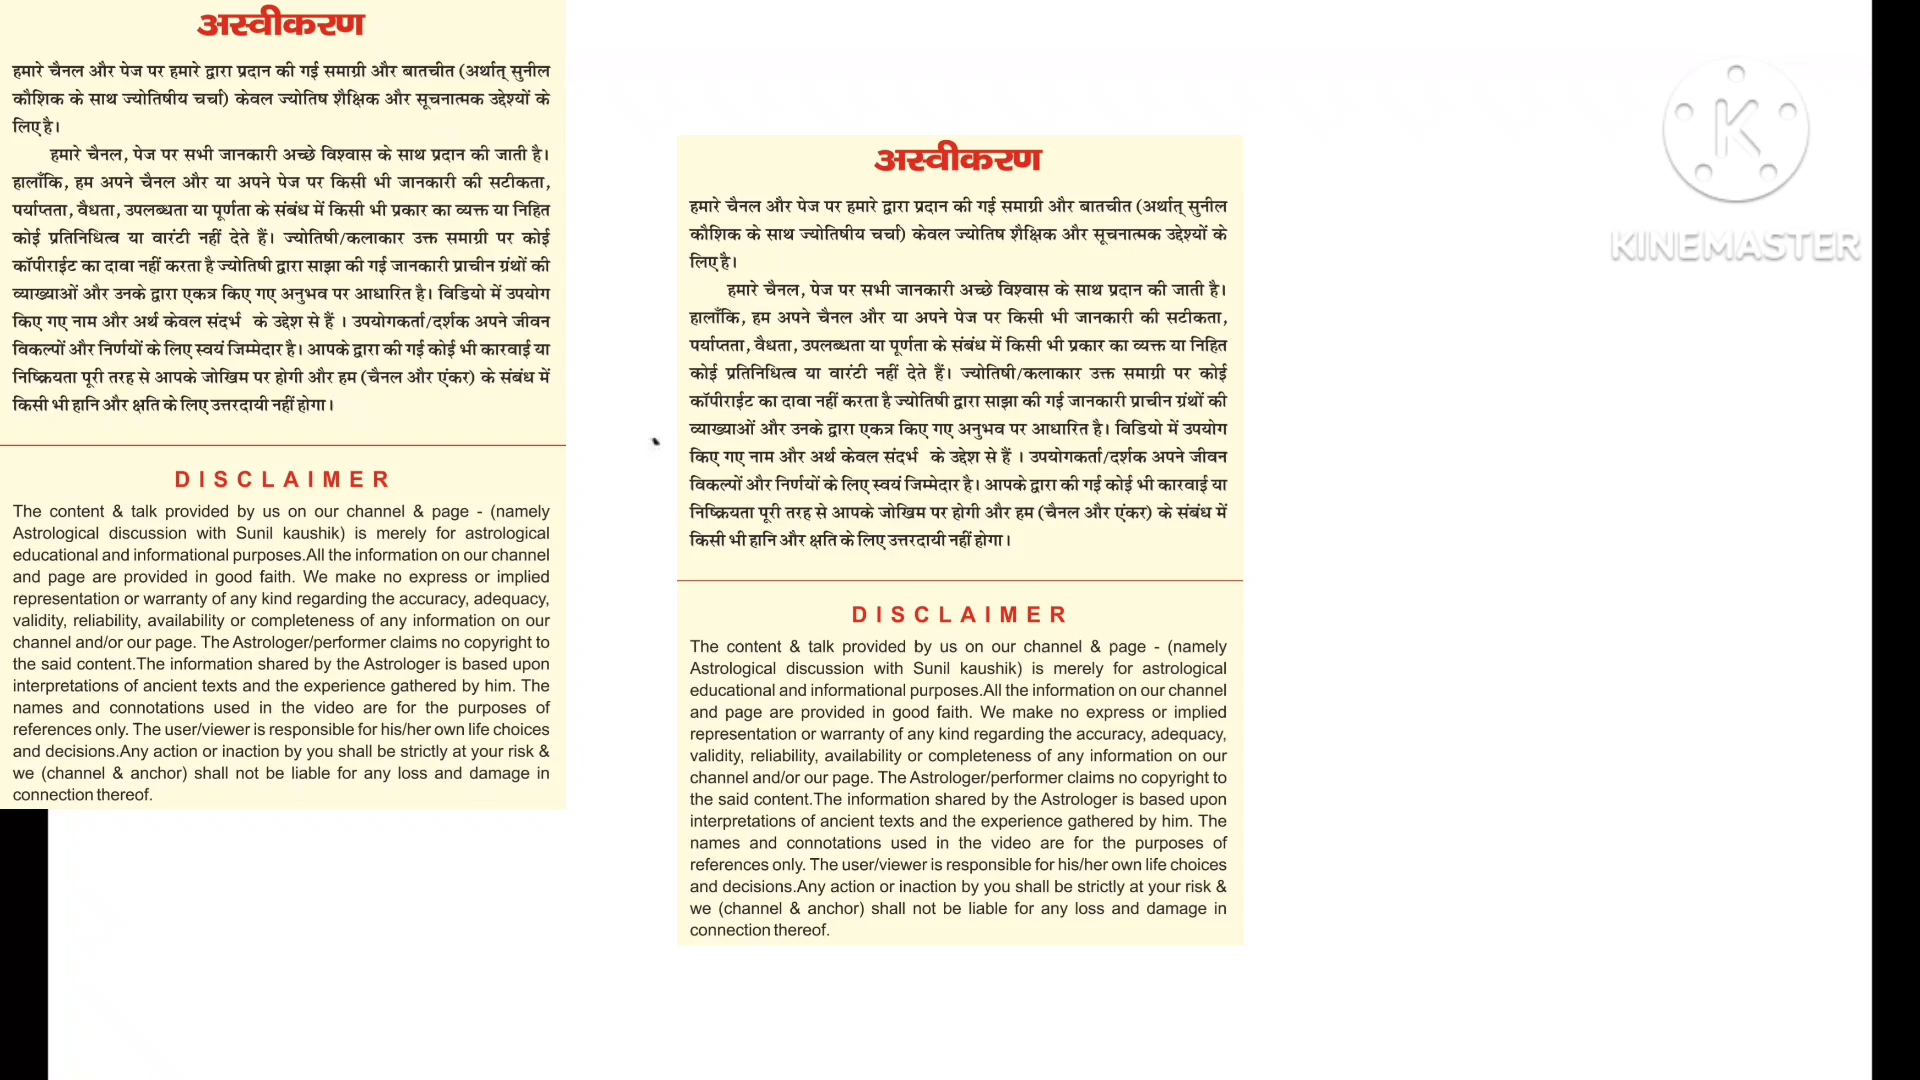 अस्वीकरण
हमारे चैनल और पेज पर हमारे द्वारा प्रदान की गई समाग्री और बातचीत (अर्थात् सुनील
कौशिक के साथ ज्योतिषीय चर्चा) केवल ज्योतिष शैक्षिक और सूचनात्मक उद्देश्यों के
लिए है।
हमारे चैनल, पेज पर सभी जानकारी अच्छे विश्वास के साथ प्रदान की जाती है।
हालाँकि, हम अपने चैनल और या अपने पेज पर किसी भी जानकारी की सटीकता,
पर्याप्तता, वैधता, उपलब्धता या पूर्णता के संबंध में किसी भी प्रकार का व्यक्त या निहित
कोई प्रतिनिधित्व या वारंटी नहीं देते हैं। ज्योतिषी/कलाकार उक्त समाग्री पर कोई
कॉपीराईट का दावा नहीं करता है ज्योतिषी द्वारा साझा की गई जानकारी प्राचीन ग्रंथों की
व्याख्याओं और उनके द्वारा एकत्र किए गए अनुभव पर आधारित है। विडियो में उपयोग
किए गए नाम और अर्थ केवल संदर्भ के उद्देश से हैं । उपयोगकर्ता/दर्शक अपने जीवन
विकल्पों और निर्णयों के लिए स्वयं जिम्मेदार है। आपके द्वारा की गई कोई भी कारवाई या
निष्क्रियता पूरी तरह से आपके जोखिम पर होगी और हम (चैनल और एंकर) के संबंध में
किसी भी हानि और क्षति के लिए उत्तरदायी नहीं होगा।
DISCLAIMER
The content & talk provided by us on our channel & page - (namely
Astrological discussion with Sunil kaushik) is merely for astrological
educational and informational purposes.All the information on our channel
and page are provided in good faith. We make no express or implied
representation or warranty of any kind regarding the accuracy, adequacy,
validity, reliability, availability or completeness of any information on our
channel and/or our page. The Astrologer/performer claims no copyright to
the said content.The information shared by the Astrologer is based upon
interpretations of ancient texts and the experience gathered by him. The
names and connotations used in the video are for the purposes of
references only. The user/viewer is responsible for his/her own life choices
and decisions.Any action or inaction by you shall be strictly at your risk &
we (channel & anchor) shall not be liable for any loss and damage in
connection thereof.
अस्वीकरण
हमारे चैनल और पेज पर हमारे द्वारा प्रदान की गई समाग्री और बातचीत (अर्थात् सुनील
कौशिक के साथ ज्योतिषीय चर्चा) केवल ज्योतिष शैक्षिक और सूचनात्मक उद्देश्यों के
लिए है।
हमारे चैनल, पेज पर सभी जानकारी अच्छे विश्वास के साथ प्रदान की जाती है।
हालाँकि, हम अपने चैनल और या अपने पेज पर किसी भी जानकारी की सटीकता,
पर्याप्तता, वैधता, उपलब्धता या पूर्णता के संबंध में किसी भी प्रकार का व्यक्त या निहित
कोई प्रतिनिधित्व या वारंटी नहीं देते हैं। ज्योतिषी/कलाकार उक्त समाग्री पर कोई
कॉपीराईट का दावा नहीं करता है ज्योतिषी द्वारा साझा की गई जानकारी प्राचीन ग्रंथों की
व्याख्याओं और उनके द्वारा एकत्र किए गए अनुभव पर आधारित है। विडियो में उपयोग
किए गए नाम और अर्थ केवल संदर्भ के उद्देश से हैं । उपयोगकर्ता/दर्शक अपने जीवन
विकल्पों और निर्णयों के लिए स्वयं जिम्मेदार है। आपके द्वारा की गई कोई भी कारवाई या
निष्क्रियता पूरी तरह से आपके जोखिम पर होगी और हम (चैनल और एंकर) के संबंध में
किसी भी हानि और क्षति के लिए उत्तरदायी नहीं होगा।
DISCLAIMER
The content & talk provided by us on our channel & page - (namely
Astrological discussion with Sunil kaushik) is merely for astrological
educational and informational purposes.All the information on our channel
and page are provided in good faith. We make no express or implied
representation or warranty of any kind regarding the accuracy, adequacy,
validity, reliability, availability or completeness of any information on our
channel and/or our page. The Astrologer/performer claims no copyright to
the said content.The information shared by the Astrologer is based upon
interpretations of ancient texts and the experience gathered by him. The
names and connotations used in the video are for the purposes of
references only. The user/viewer is responsible for his/her own life choices
and decisions.Any action or inaction by you shall be strictly at your risk &
we (channel & anchor) shall not be liable for any loss and damage in
connection thereof.
K
KINEMASTER